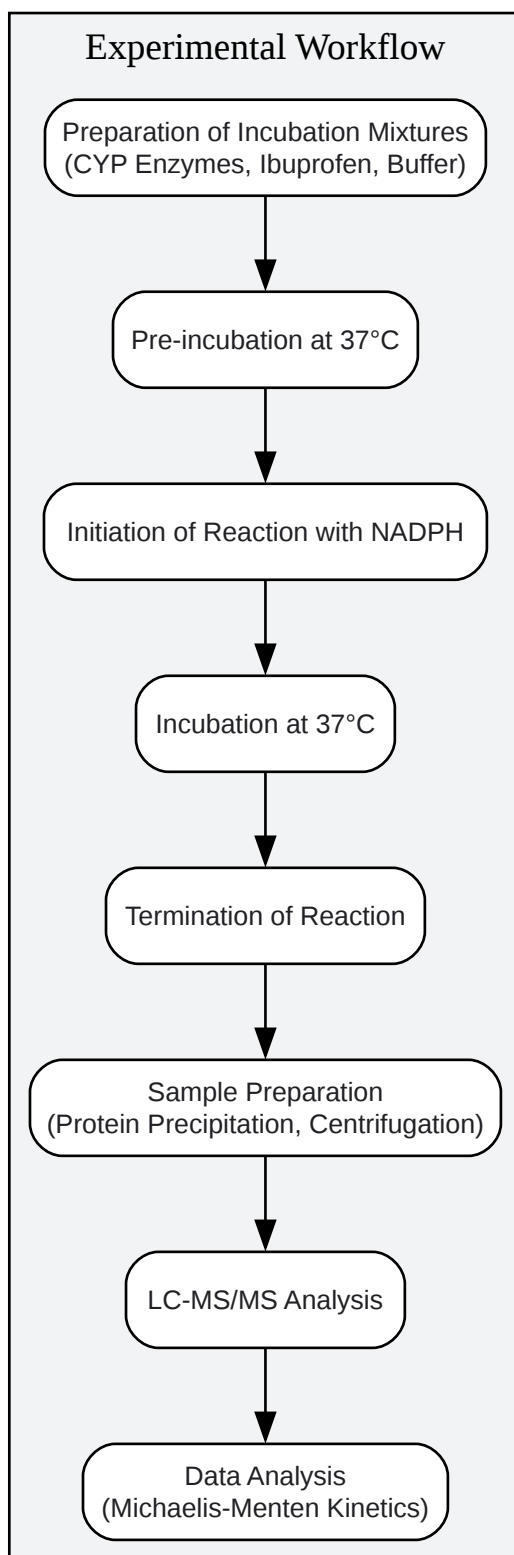 Experimental Workflow
Preparation of Incubation Mixtures
(CYP Enzymes, Ibuprofen, Buffer)
Pre-incubation at 37°C
Initiation of Reaction with NADPH
Incubation at 37°C
Termination of Reaction
Sample Preparation
(Protein Precipitation, Centrifugation)
LC-MS/MS Analysis
Data Analysis
(Michaelis-Menten Kinetics)